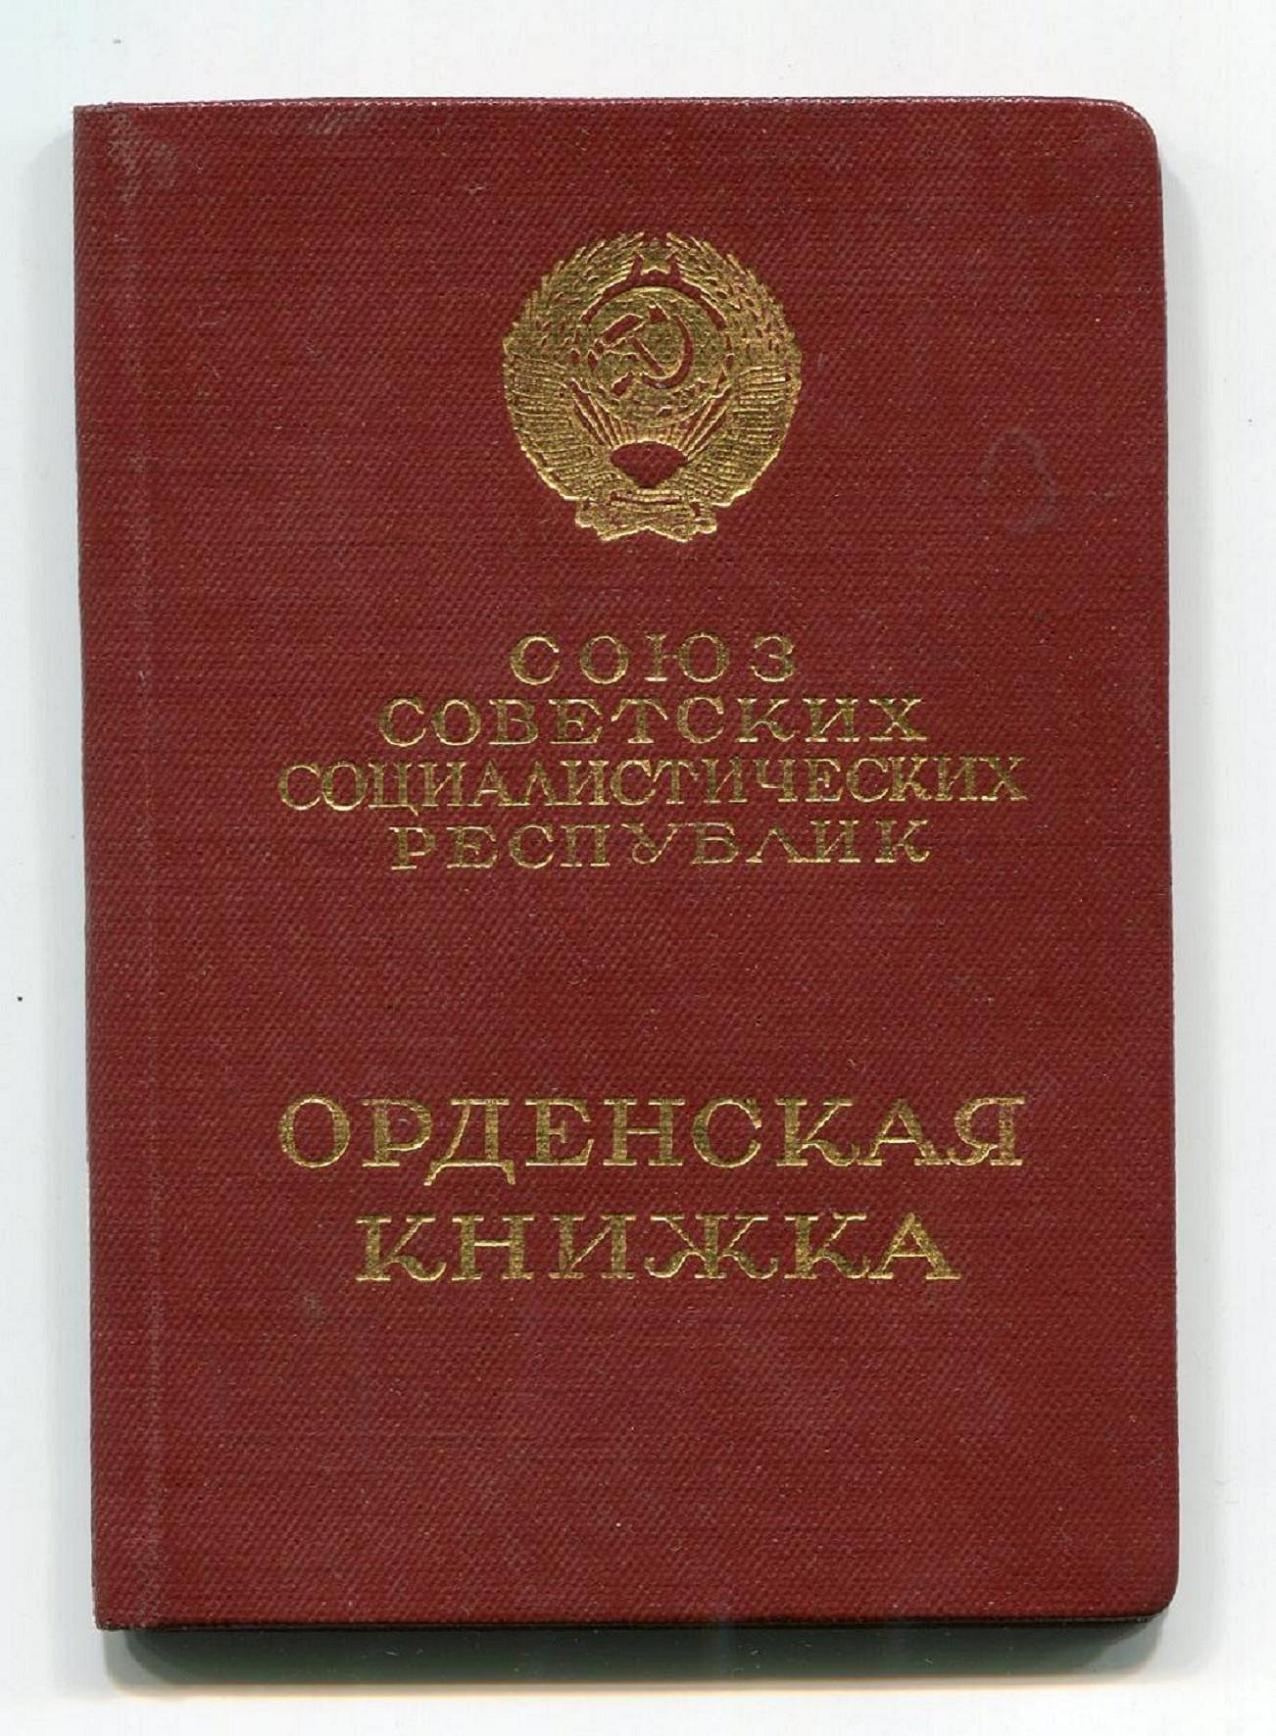 СОЮЗ
СОВЕТСКИХ
СОЦИАЛИСТИЧЕСКИХ
РЕСПУБЛИК
ОРДЕНСКАЯ
КНИЖКА